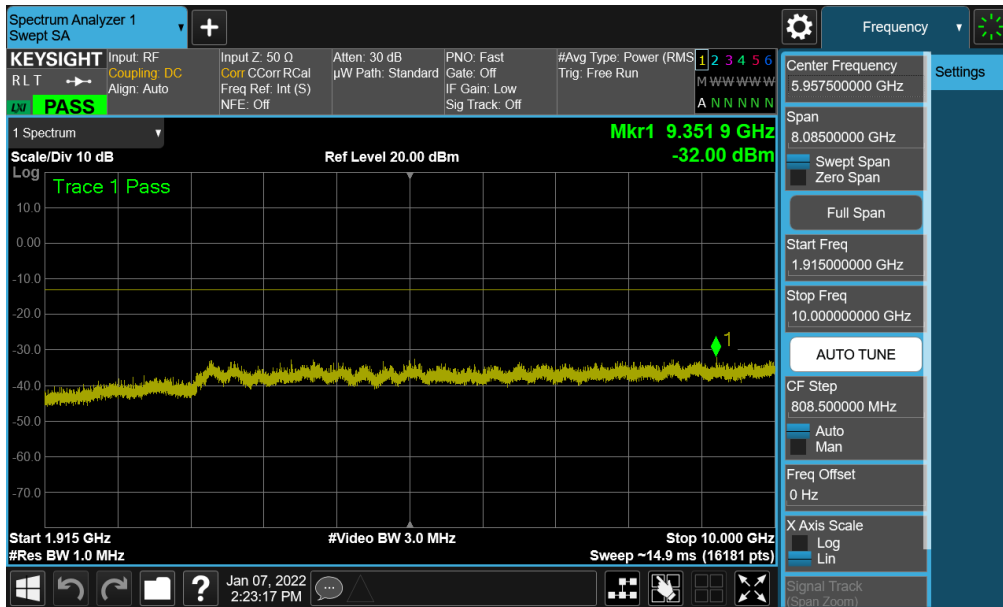 Spectrum Analyzer 1
Swept SA
+
Frequency
KEYSIGHT
R L T
LXI PASS
Input: RF
Coupling: DC
Align: Auto
Input Z: 50 Ω
Corr CCorr RCal
Freq Ref: Int (S)
NFE: Off
Atten: 30 dB
µW Path: Standard
PNO: Fast
Gate: Off
IF Gain: Low
Sig Track: Off
#Avg Type: Power (RMS
Trig: Free Run
1 2 3 4 5 6
M W W W W W
A N N N N N
1 Spectrum
Mkr1 9.351 9 GHz
Scale/Div 10 dB
Ref Level 20.00 dBm
-32.00 dBm
Log
Trace 1 Pass
10.0
0.00
-10.0
-20.0
-30.0
1
-40.0
-50.0
-60.0
-70.0
Start 1.915 GHz
#Video BW 3.0 MHz
Stop 10.000 GHz
#Res BW 1.0 MHz
Sweep ~14.9 ms (16181 pts)
?
Jan 07, 2022
2:23:17 PM
Center Frequency
5.957500000 GHz
Settings
Span
8.08500000 GHz
Swept Span
Zero Span
Full Span
Start Freq
1.915000000 GHz
Stop Freq
10.000000000 GHz
AUTO TUNE
CF Step
808.500000 MHz
Auto
Man
Freq Offset
0 Hz
X Axis Scale
Log
Lin
Signal Track
(Span Zoom)